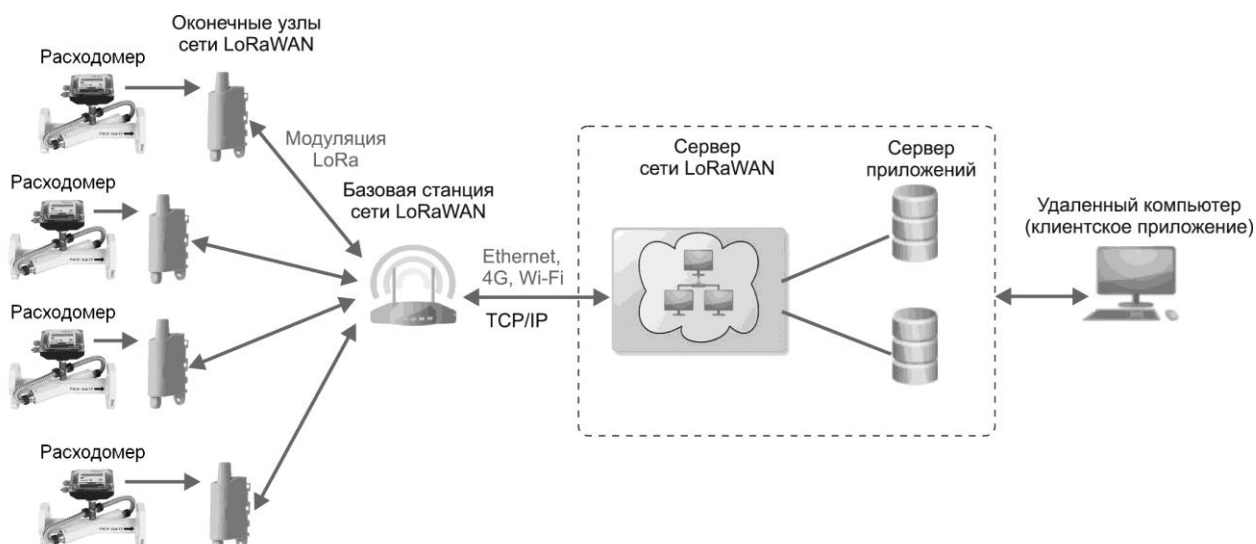 Оконечные узлы
сети LoRaWAN
Расходомер
Модуляция
LoRa
Расходомер
Базовая станция
сети LoRaWAN
Ethernet,
4G, Wi-Fi
TCP/IP
Сервер
сети LoRaWAN
Сервер
приложений
Удаленный компьютер
(клиентское приложение)
Расходомер
Расходомер